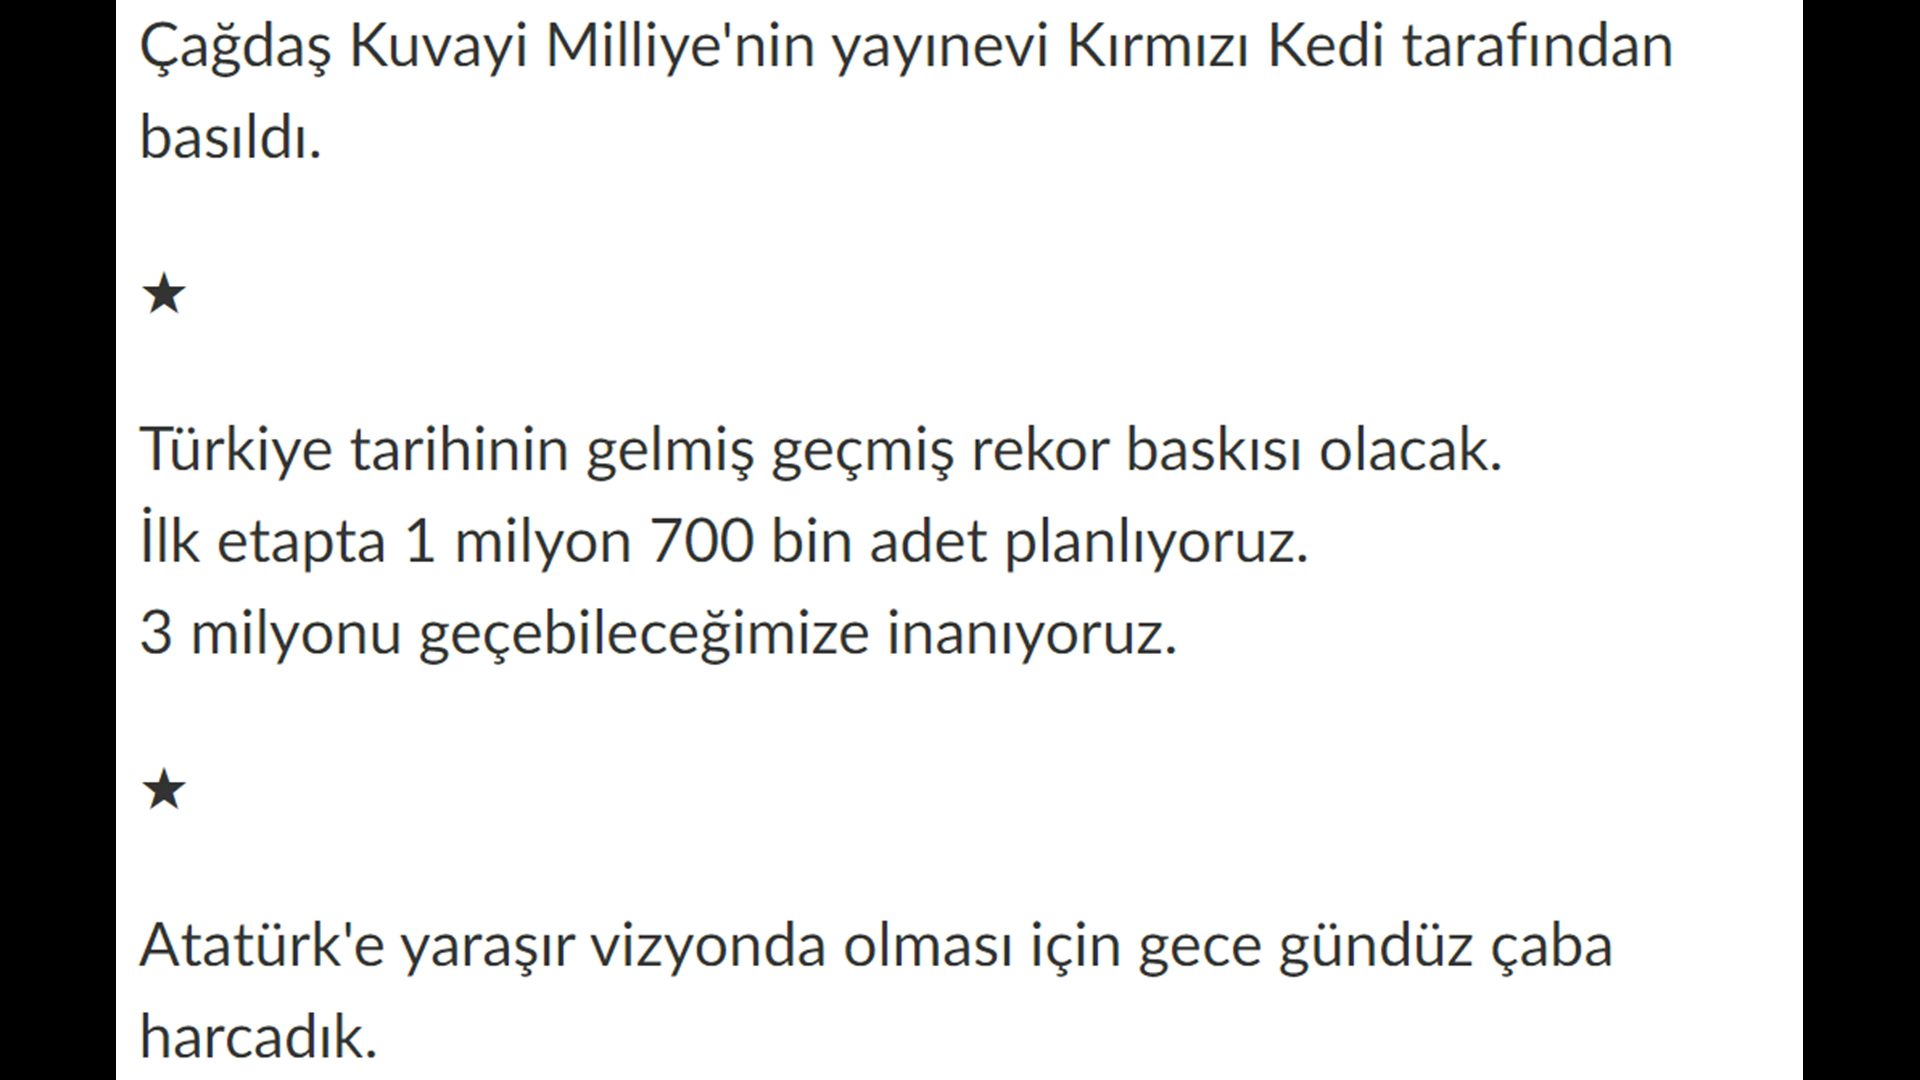 Çağdaş Kuvayi Milliye'nin yayınevi Kırmızı Kedi tarafından
basıldı.
★
Türkiye tarihinin gelmiş geçmiş rekor baskısı olacak.
İlk etapta 1 milyon 700 bin adet planlıyoruz.
3 milyonu geçebileceğimize inanıyoruz.
★
Atatürk'e yaraşır vizyonda olması için gece gündüz çaba
harcadık.